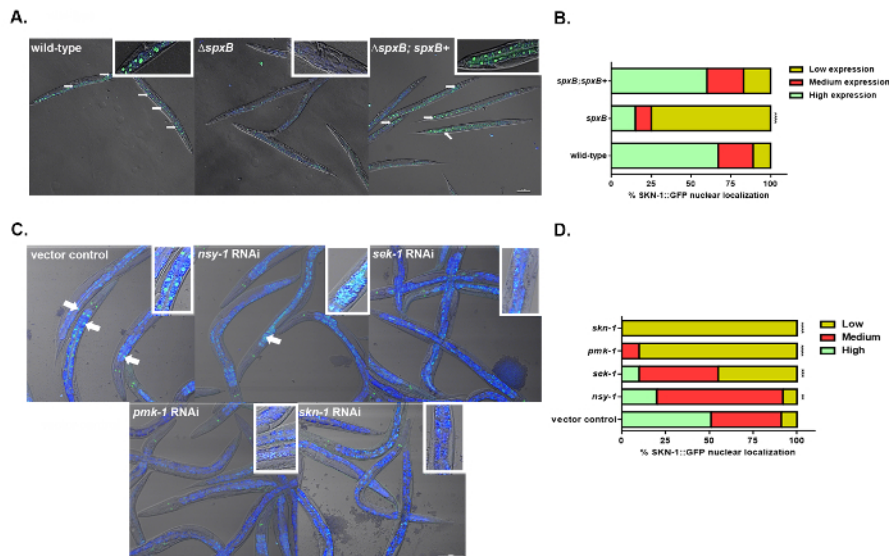 A.
wild-type
ΔspxB
ΔspxB; spxB+
B.
spxB;spxB+
spxB
wild-type
****
0 25 50 75 100
% SKN-1::GFP nuclear localization
Low expression
Medium expression
High expression
C.
vector control
nsy-1 RNAi
sek-1 RNAi
pmk-1 RNAi
skn-1 RNAi
D.
skn-1
pmk-1
sek-1
nsy-1
vector control
****
****
**
0 25 50 75 100
% SKN-1::GFP nuclear localization
Low
Medium
High